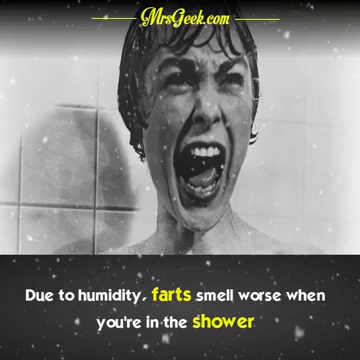 MrsGeek.com
Due to humidity, farts smell worse when
you're in the shower